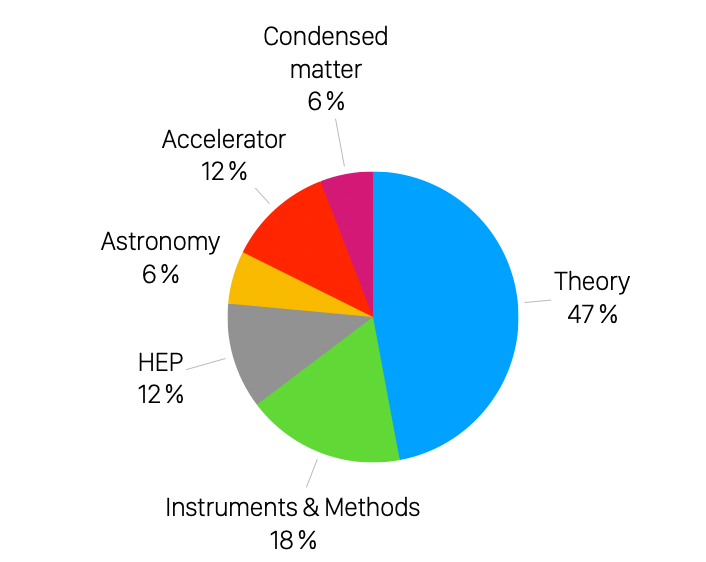 Condensed
matter
6 %
Accelerator
12 %
Astronomy
6 %
Theory
47 %
HEP
12 %
Instruments & Methods
18 %